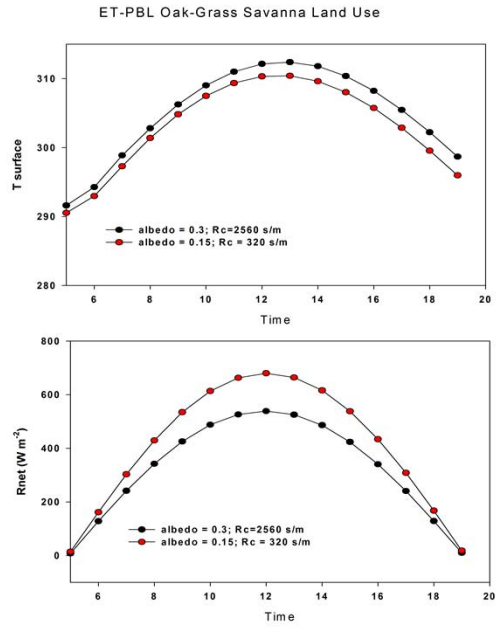 ET-PBL Oak-Grass Savanna Land Use
T surface
310
300
290
280
albedo = 0.3; Rc=2560 s/m
albedo = 0.15; Rc = 320 s/m
6 8 10 12 14 16 18 20
Time
Rnet (W m⁻²)
800
600
400
200
0
albedo = 0.3; Rc=2560 s/m
albedo = 0.15; Rc = 320 s/m
6 8 10 12 14 16 18 20
Time